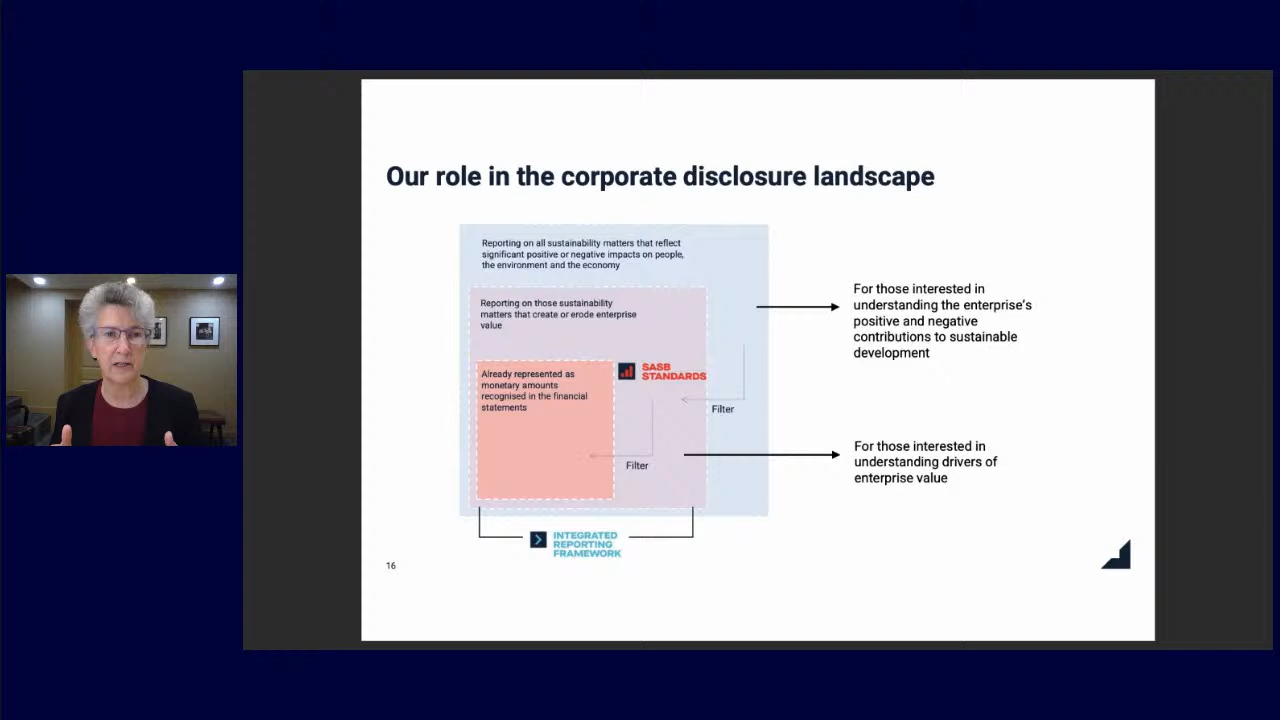 Our role in the corporate disclosure landscape
Reporting on all sustainability matters that reflect
significant positive or negative impacts on people,
the environment and the economy
Reporting on those sustainability
matters that create or erode enterprise
value
Already represented as
monetary amounts
recognised in the financial
statements
SASB
STANDARDS
Filter
Filter
For those interested in
understanding the enterprise's
positive and negative
contributions to sustainable
development
For those interested in
understanding drivers of
enterprise value
INTEGRATED
REPORTING
FRAMEWORK
16